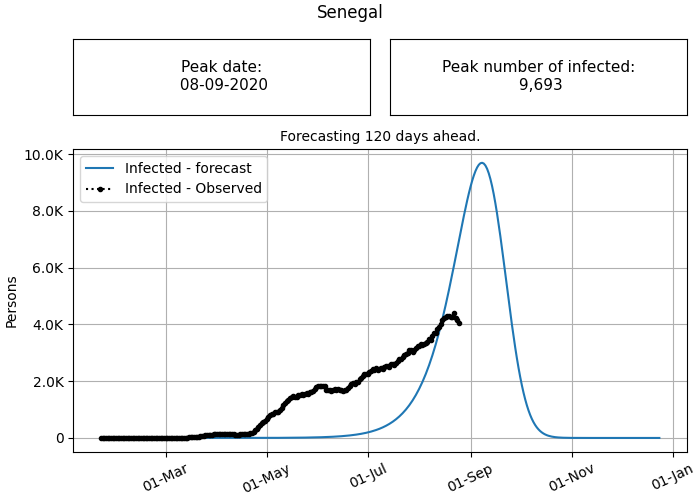 Senegal
Peak date:
08-09-2020
Peak number of infected:
9,693
Forecasting 120 days ahead.
Infected - forecast
Infected - Observed
10.0K
8.0K
6.0K
4.0K
2.0K
0
Persons
01-Mar
01-May
01-Jul
01-Sep
01-Nov
01-Jan